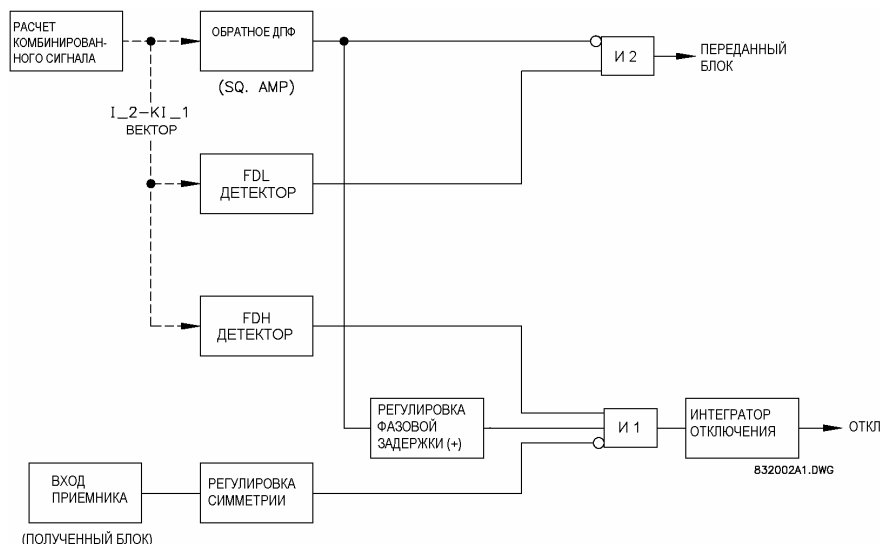 РАСЧЕТ
КОМБИНИРОВАН-
НОГО СИГНАЛА
ОБРАТНОЕ ДПФ
(SQ. AMP)
И 2
ПЕРЕДАННЫЙ
БЛОК
I_2-KI_1
ВЕКТОР
FDL
ДЕТЕКТОР
FDH
ДЕТЕКТОР
РЕГУЛИРОВКА
ФАЗОВОЙ
ЗАДЕРЖКИ (+)
И 1
ИНТЕГРАТОР
ОТКЛЮЧЕНИЯ
ОТКЛ
832002A1.DWG
ВХОД
ПРИЕМНИКА
РЕГУЛИРОВКА
СИММЕТРИИ
(ПОЛУЧЕННЫЙ БЛОК)